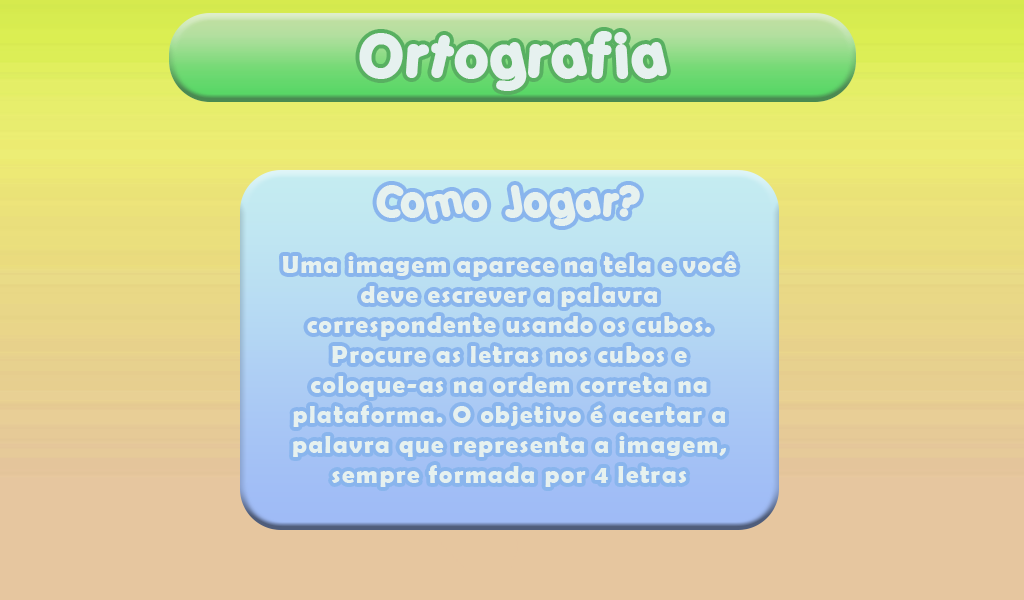 Ortografia
Como Jogar?
Uma imagem aparece na tela e você
deve escrever a palavra
correspondente usando os cubos.
Procure as letras nos cubos e
coloque-as na ordem correta na
plataforma. O objetivo é acertar a
palavra que representa a imagem,
sempre formada por 4 letras